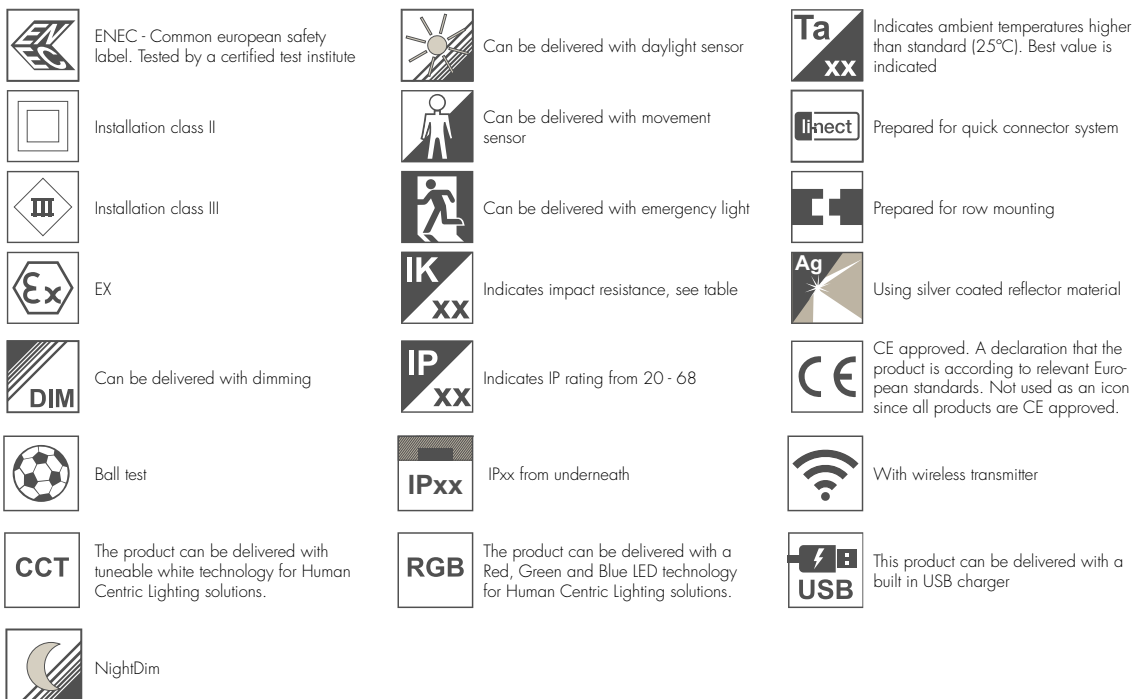 EN
EC
ENEC - Common european safety
label. Tested by a certified test institute
Can be delivered with daylight sensor
Ta
xx
Indicates ambient temperatures higher
than standard (25°C). Best value is
indicated
Installation class II
Can be delivered with movement
sensor
linect
Prepared for quick connector system
III
Installation class III
Can be delivered with emergency light
Prepared for row mounting
Ex
EX
IK
xx
Indicates impact resistance, see table
Ag
Using silver coated reflector material
DIM
Can be delivered with dimming
IP
xx
Indicates IP rating from 20 - 68
CE
CE approved. A declaration that the
product is according to relevant Euro-
pean standards. Not used as an icon
since all products are CE approved.
Ball test
IPxx
IPxx from underneath
With wireless transmitter
CCT
The product can be delivered with
tuneable white technology for Human
Centric Lighting solutions.
RGB
The product can be delivered with a
Red, Green and Blue LED technology
for Human Centric Lighting solutions.
USB
This product can be delivered with a
built in USB charger
NightDim